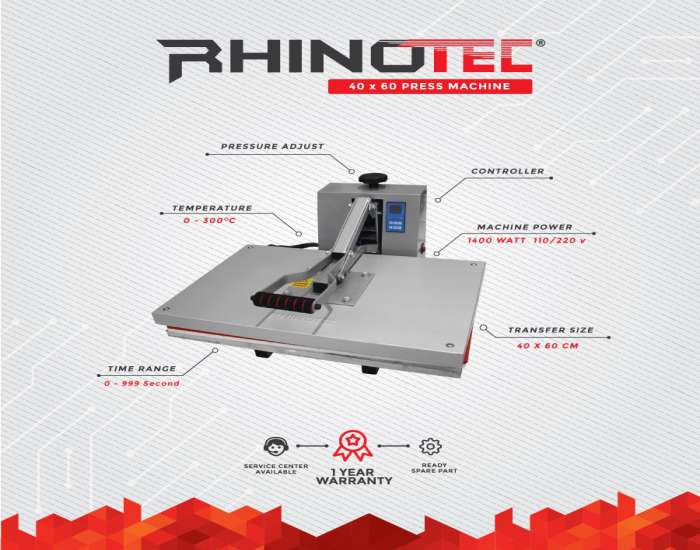 RHINOTEC®
40 x 60 PRESS MACHINE
PRESSURE ADJUST
CONTROLLER
TEMPERATURE
0 - 300°C
MACHINE POWER
1400 WATT 110/220 v
TRANSFER SIZE
40 X 60 CM
TIME RANGE
0 - 999 Second
SERVICE CENTER
AVAILABLE
1 YEAR
WARRANTY
READY
SPARE PART